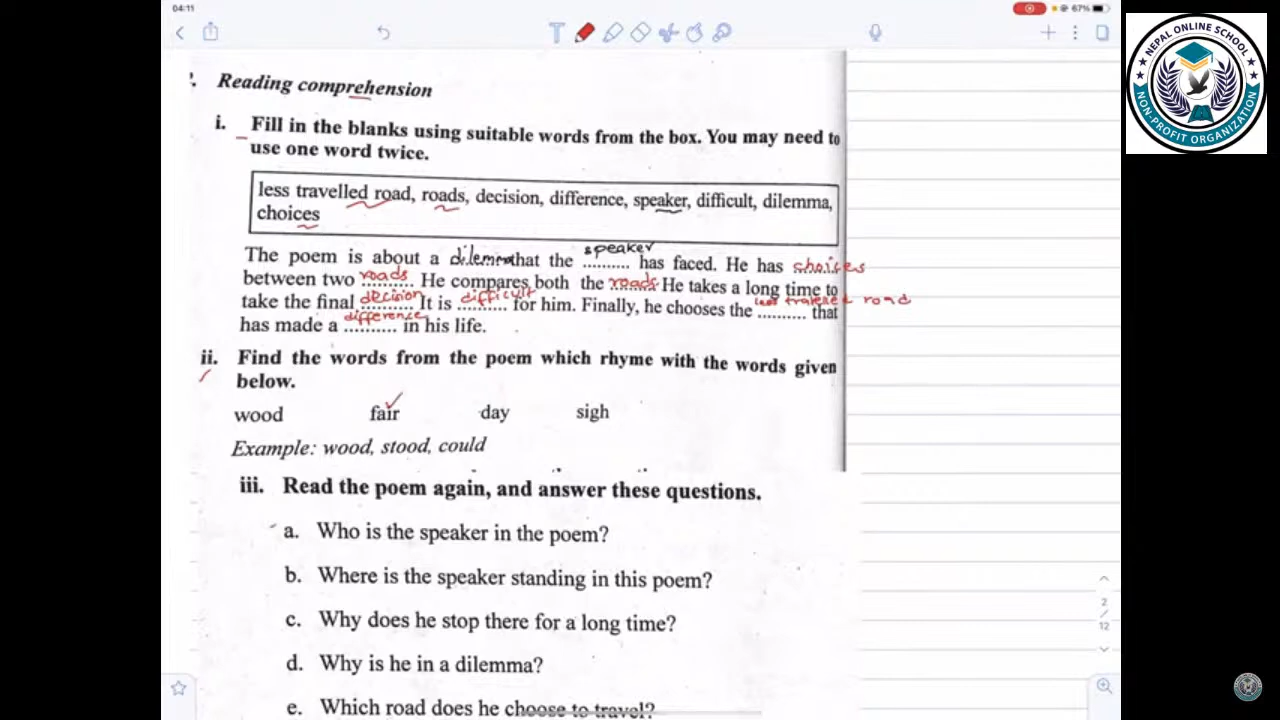 04:11
67%
NEPAL ONLINE SCHOOL
NON-PROFIT ORGANIZATION
Reading comprehension
i. Fill in the blanks using suitable words from the box. You may need to
use one word twice.
less travelled road, roads, decision, difference, speaker, difficult, dilemma,
choices
The poem is about a dilemma that the speaker has faced. He has choices
between two roads. He compares both the roads. He takes a long time to
take the final decision. It is difficult for him. Finally, he chooses the less traveled road that
has made a difference in his life.
ii. Find the words from the poem which rhyme with the words given
below.
wood fair day sigh
Example: wood, stood, could
iii. Read the poem again, and answer these questions.
a. Who is the speaker in the poem?
b. Where is the speaker standing in this poem?
c. Why does he stop there for a long time?
d. Why is he in a dilemma?
e. Which road does he choose to travel?
2
/
12